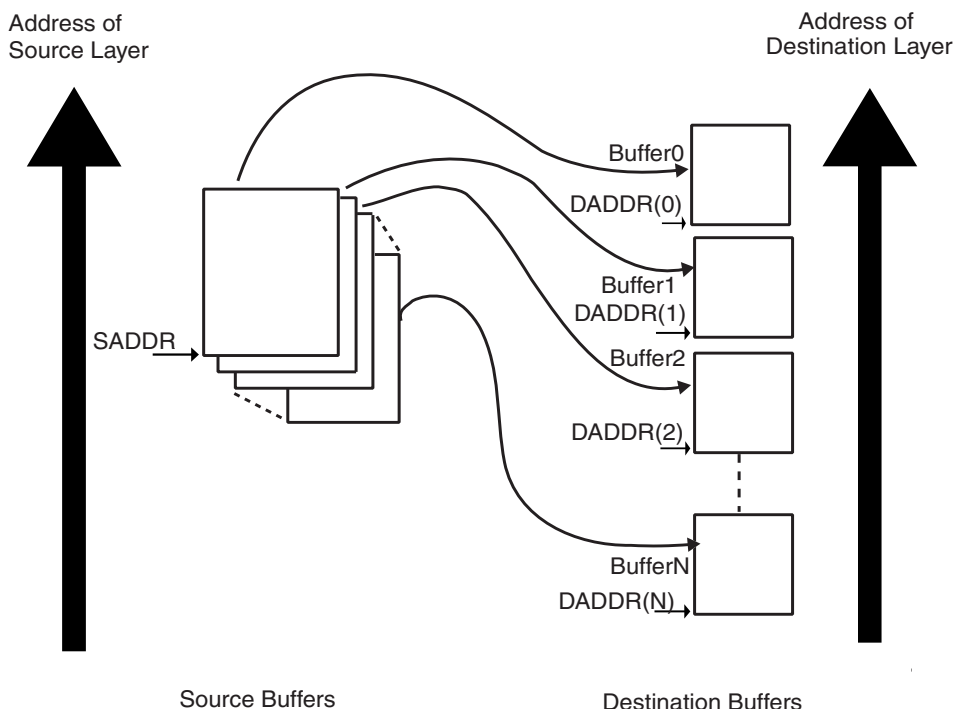 Address of
Source Layer
Address of
Destination Layer
Buffer0
DADDR(0)
Buffer1
DADDR(1)
SADDR
Buffer2
DADDR(2)
BufferN
DADDR(N)
Source Buffers
Destination Buffers